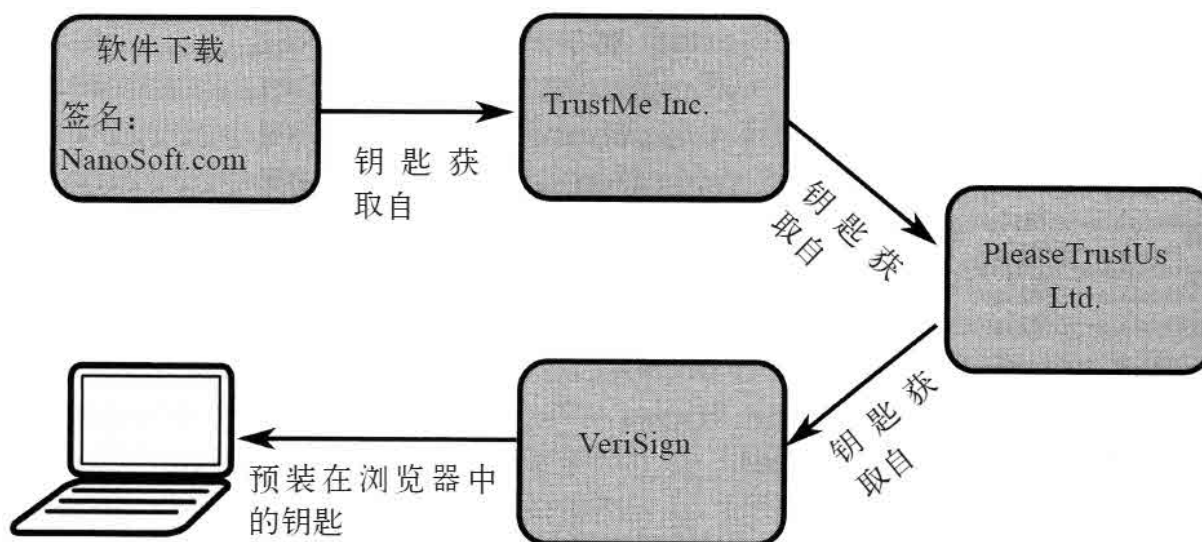 软件下载
签名：
NanoSoft.com
钥匙获
取自
TrustMe Inc.
钥匙获
取自
PleaseTrustUs
Ltd.
钥匙获
取自
VeriSign
预装在浏览器中
的钥匙